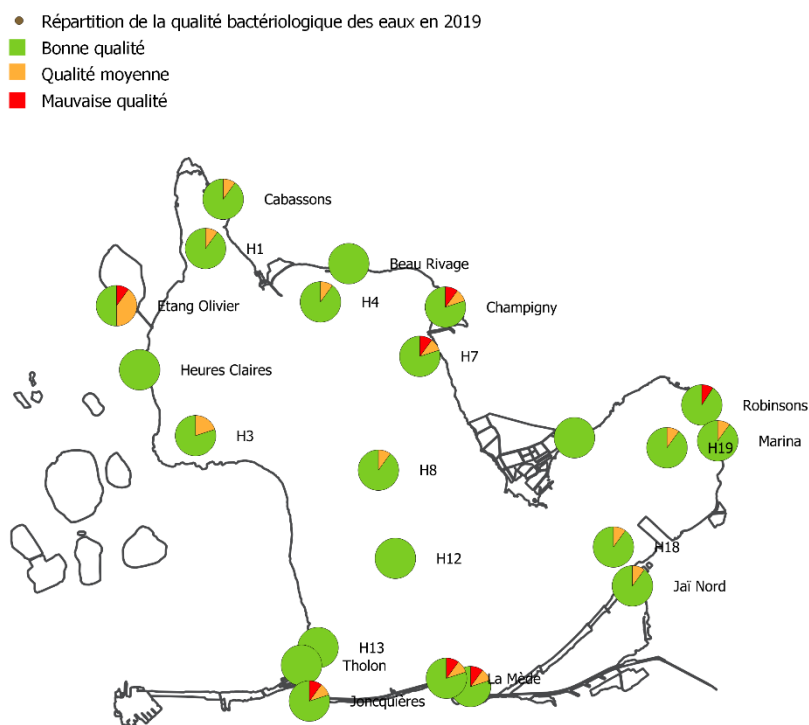 Répartition de la qualité bactériologique des eaux en 2019
Bonne qualité
Qualité moyenne
Mauvaise qualité
Cabassons
H1
Beau Rivage
Etang Olivier
H4
Champigny
H7
Heures Claires
Robinsons
H3
H19
Marina
H8
H18
H12
Jaï Nord
H13
Tholon
La Mède
Jonçquières